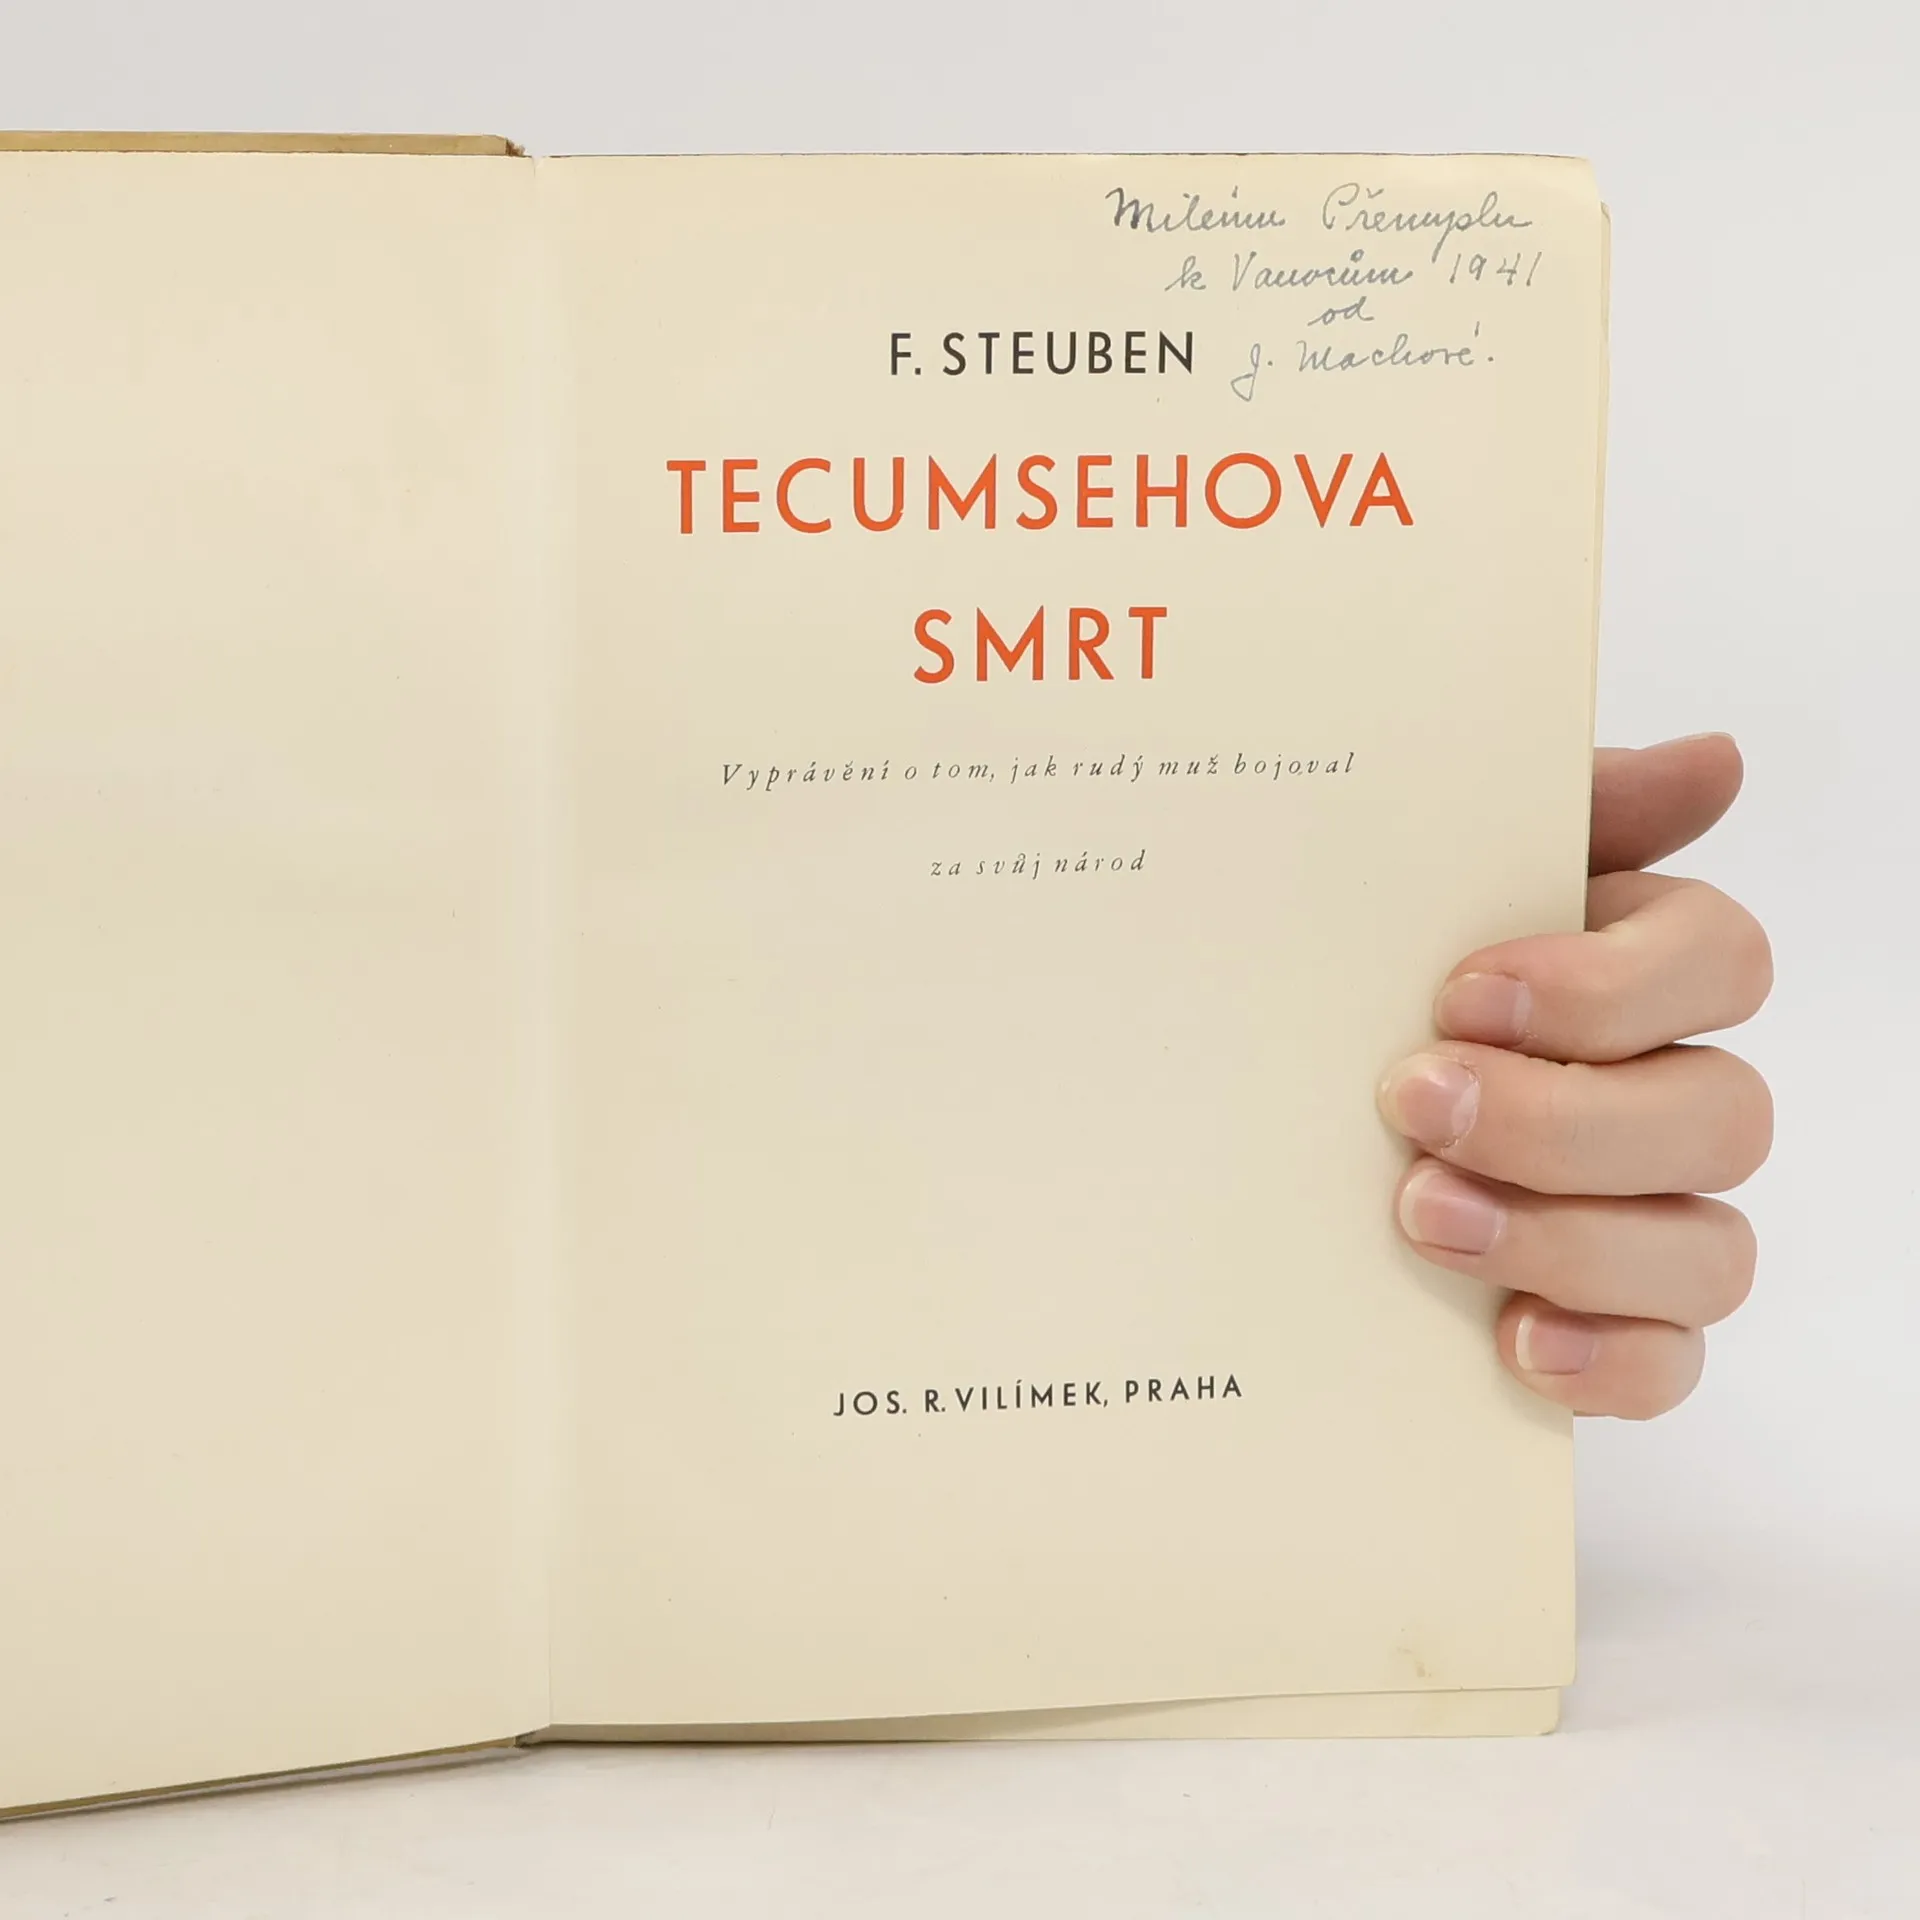 Milému Přemyslu
k Vánocům 1941
od
J. Machové.
F. STEUBEN
TECUMSEHOVA
SMRT
Vyprávění o tom, jak rudý muž bojoval
za svůj národ
JOS. R. VILÍMEK, PRAHA